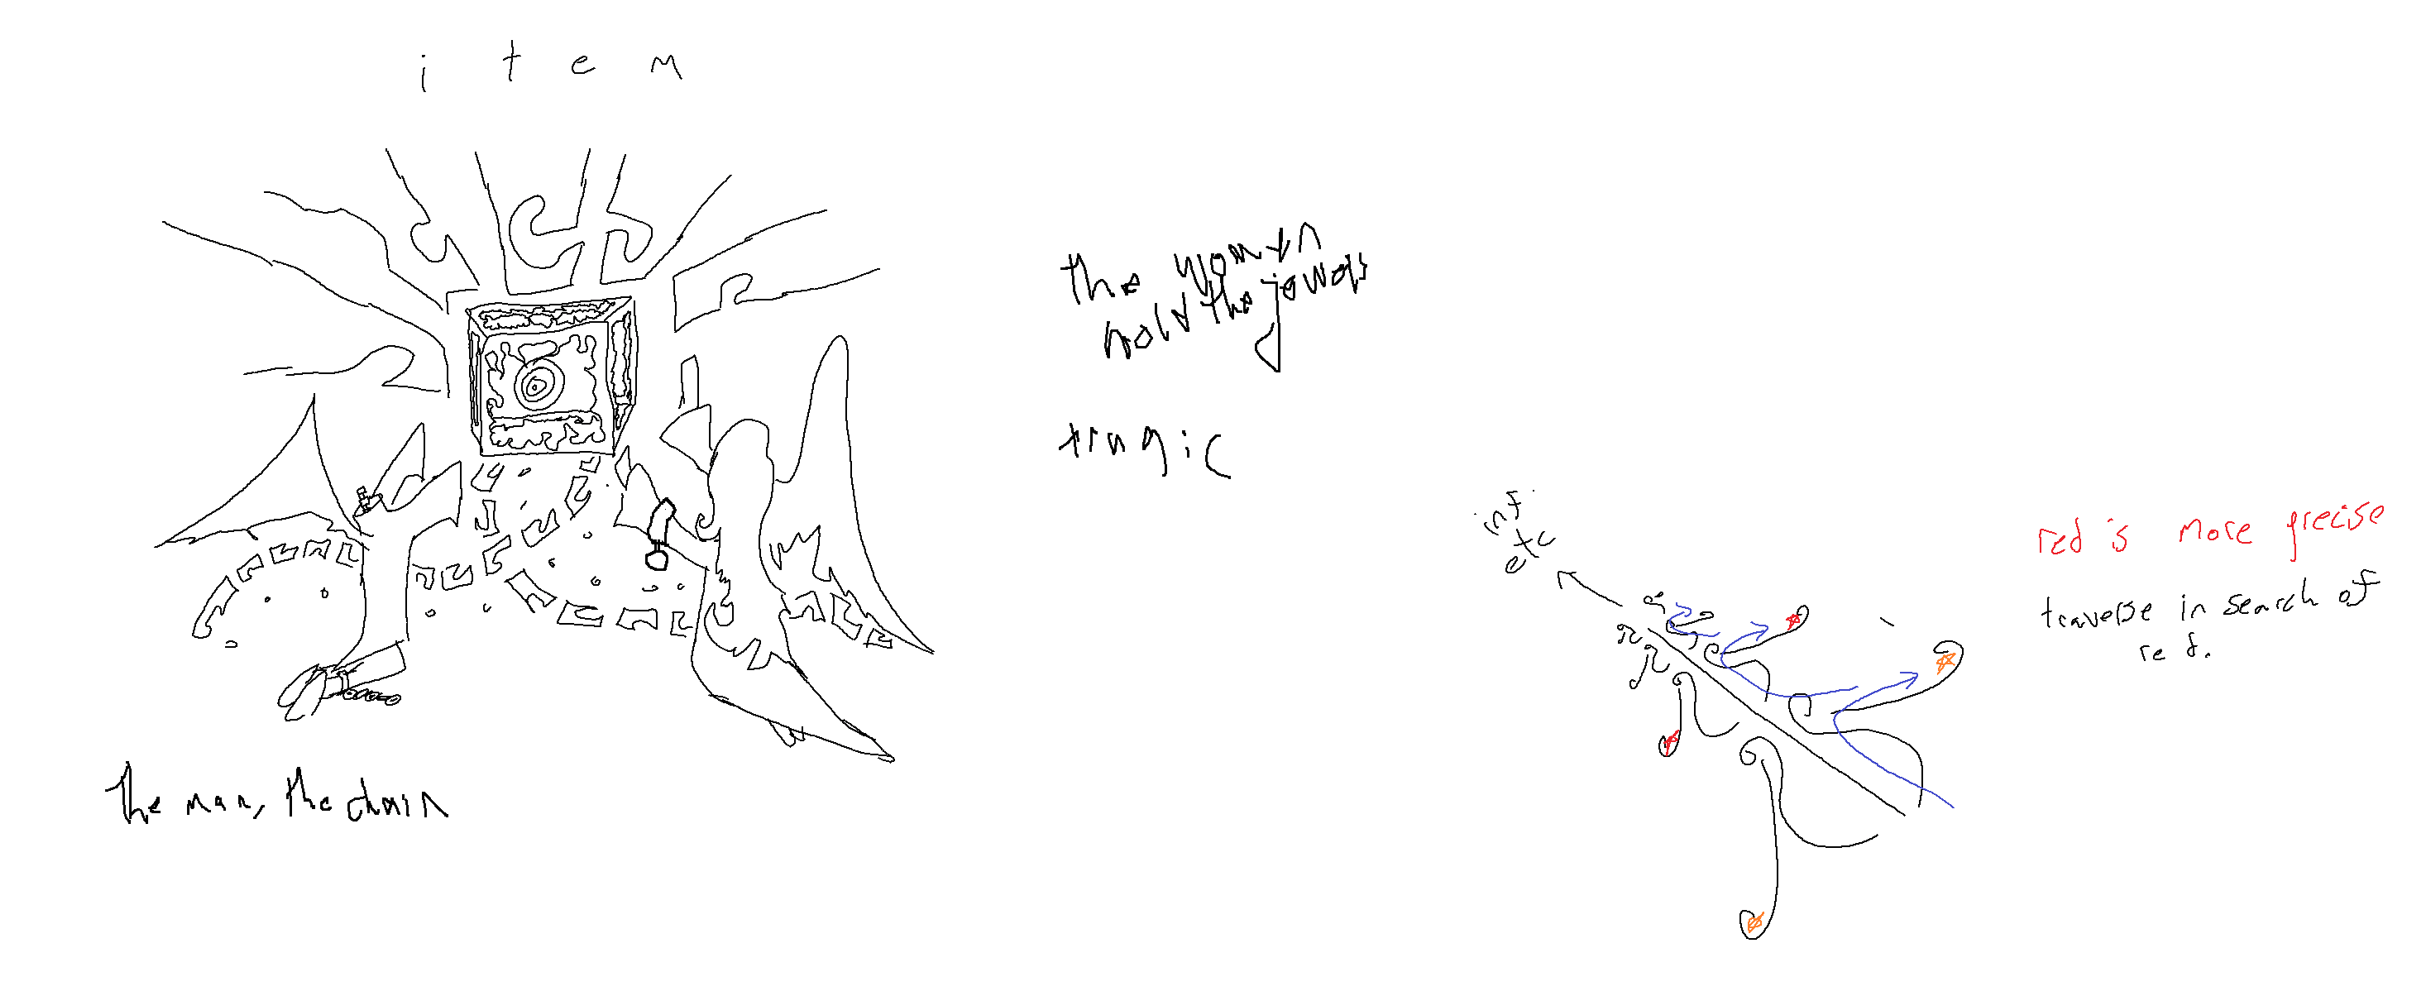 i t e m
the women
hold the jewels
tragic
the man, the chain
inf
etc
red is more precise
traverse in search of
red.